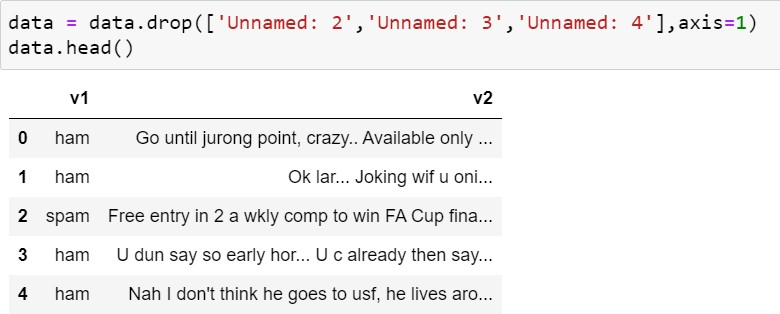 data = data.drop(['Unnamed: 2','Unnamed: 3','Unnamed: 4'],axis=1)
data.head()
v1 v2
0 ham Go until jurong point, crazy.. Available only ...
1 ham Ok lar... Joking wif u oni...
2 spam Free entry in 2 a wkly comp to win FA Cup fina...
3 ham U dun say so early hor... U c already then say...
4 ham Nah I don't think he goes to usf, he lives aro...